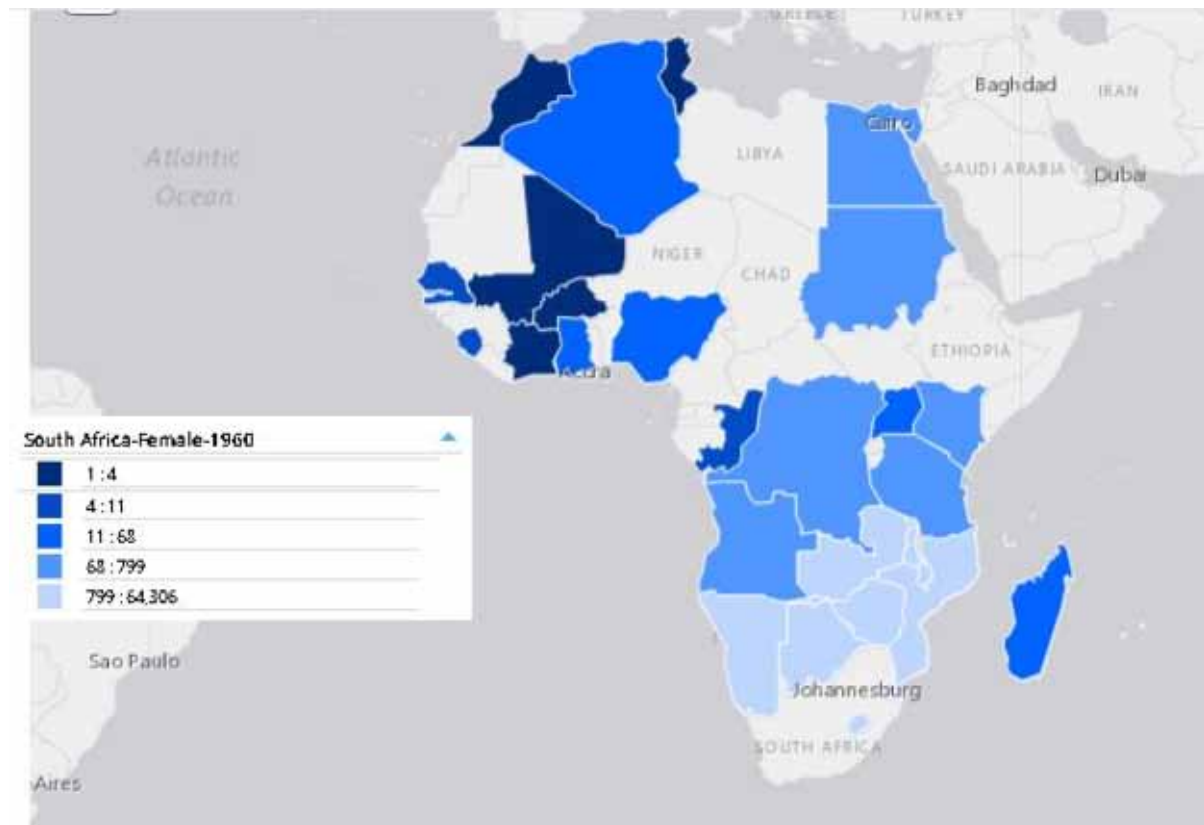 GREECE
TURKEY
Baghdad
IRAN
Cairo
Atlantic
Ocean
LIBYA
SAUDI ARABIA
Dubai
NIGER
CHAD
ETHIOPIA
Accra
South Africa-Female-1960
1 : 4
4 : 11
11 : 68
68 : 799
799 : 64,306
Sao Paulo
Johannesburg
SOUTH AFRICA
Aires